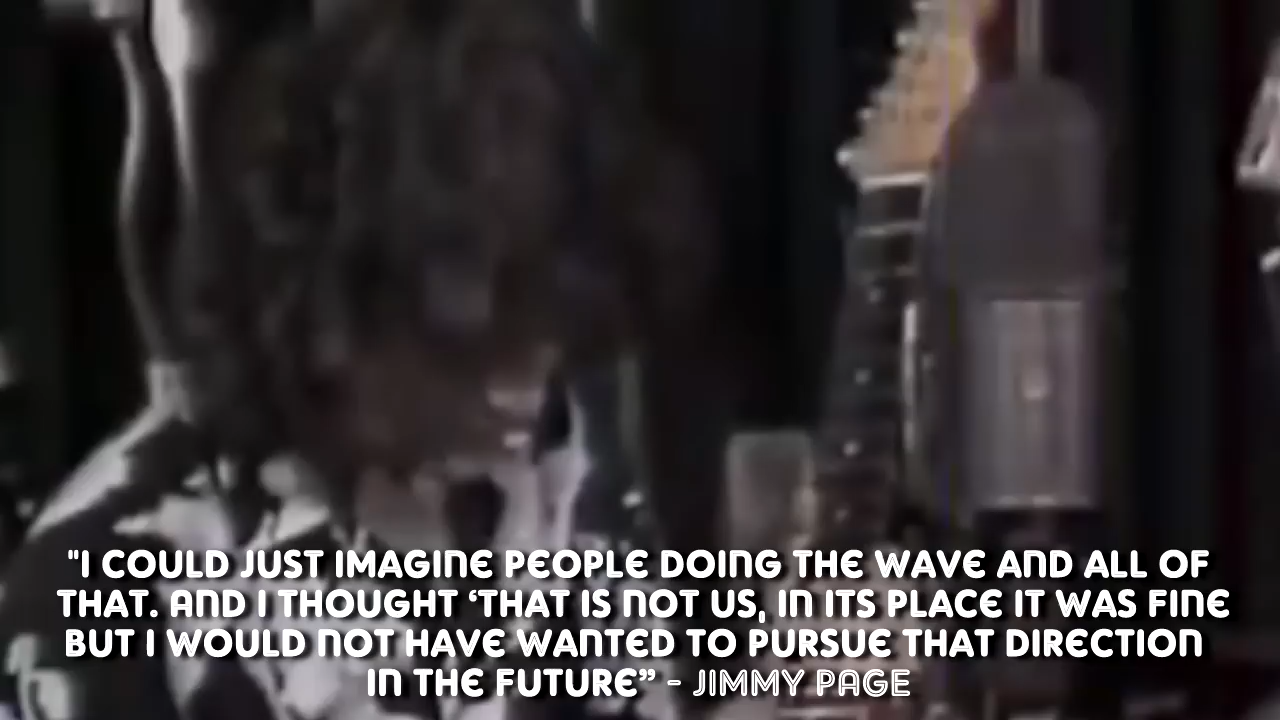 "I COULD JUST IMAGINE PEOPLE DOING THE WAVE AND ALL OF
THAT. AND I THOUGHT ‘THAT IS NOT US, IN ITS PLACE IT WAS FINE
BUT I WOULD NOT HAVE WANTED TO PURSUE THAT DIRECTION
IN THE FUTURE” - JIMMY PAGE